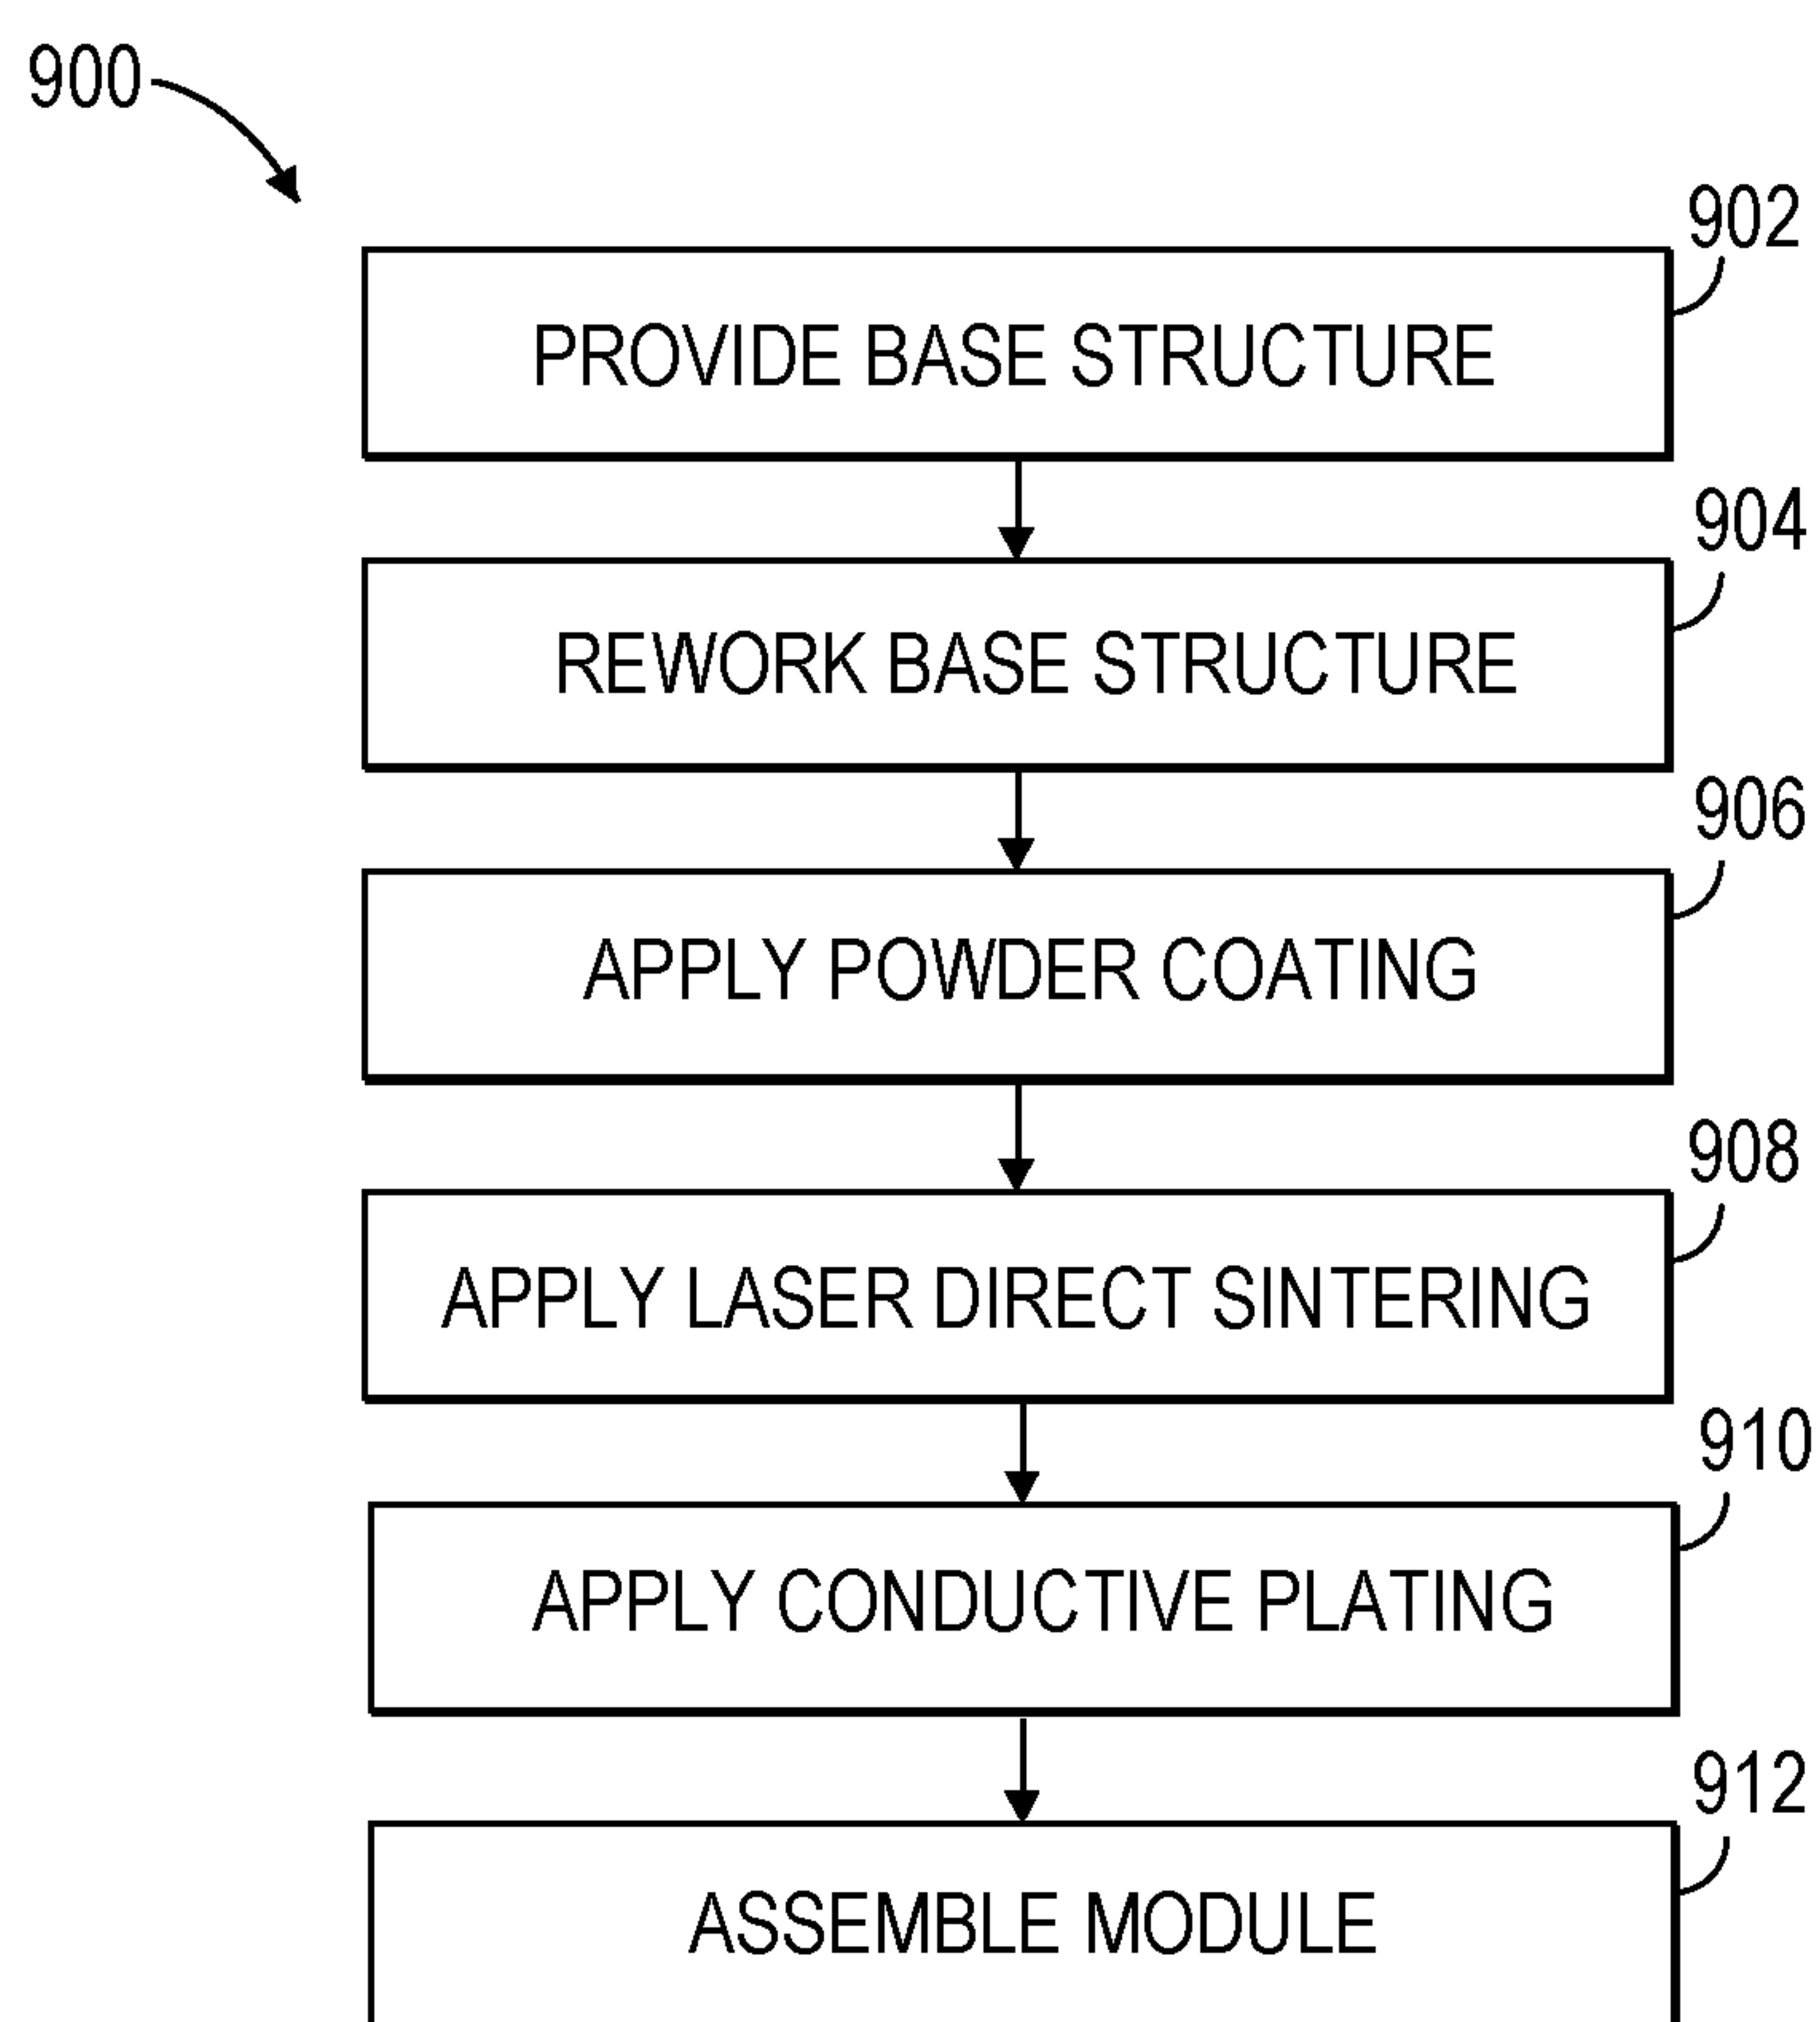 900
902
PROVIDE BASE STRUCTURE
904
REWORK BASE STRUCTURE
906
APPLY POWDER COATING
908
APPLY LASER DIRECT SINTERING
910
APPLY CONDUCTIVE PLATING
912
ASSEMBLE MODULE